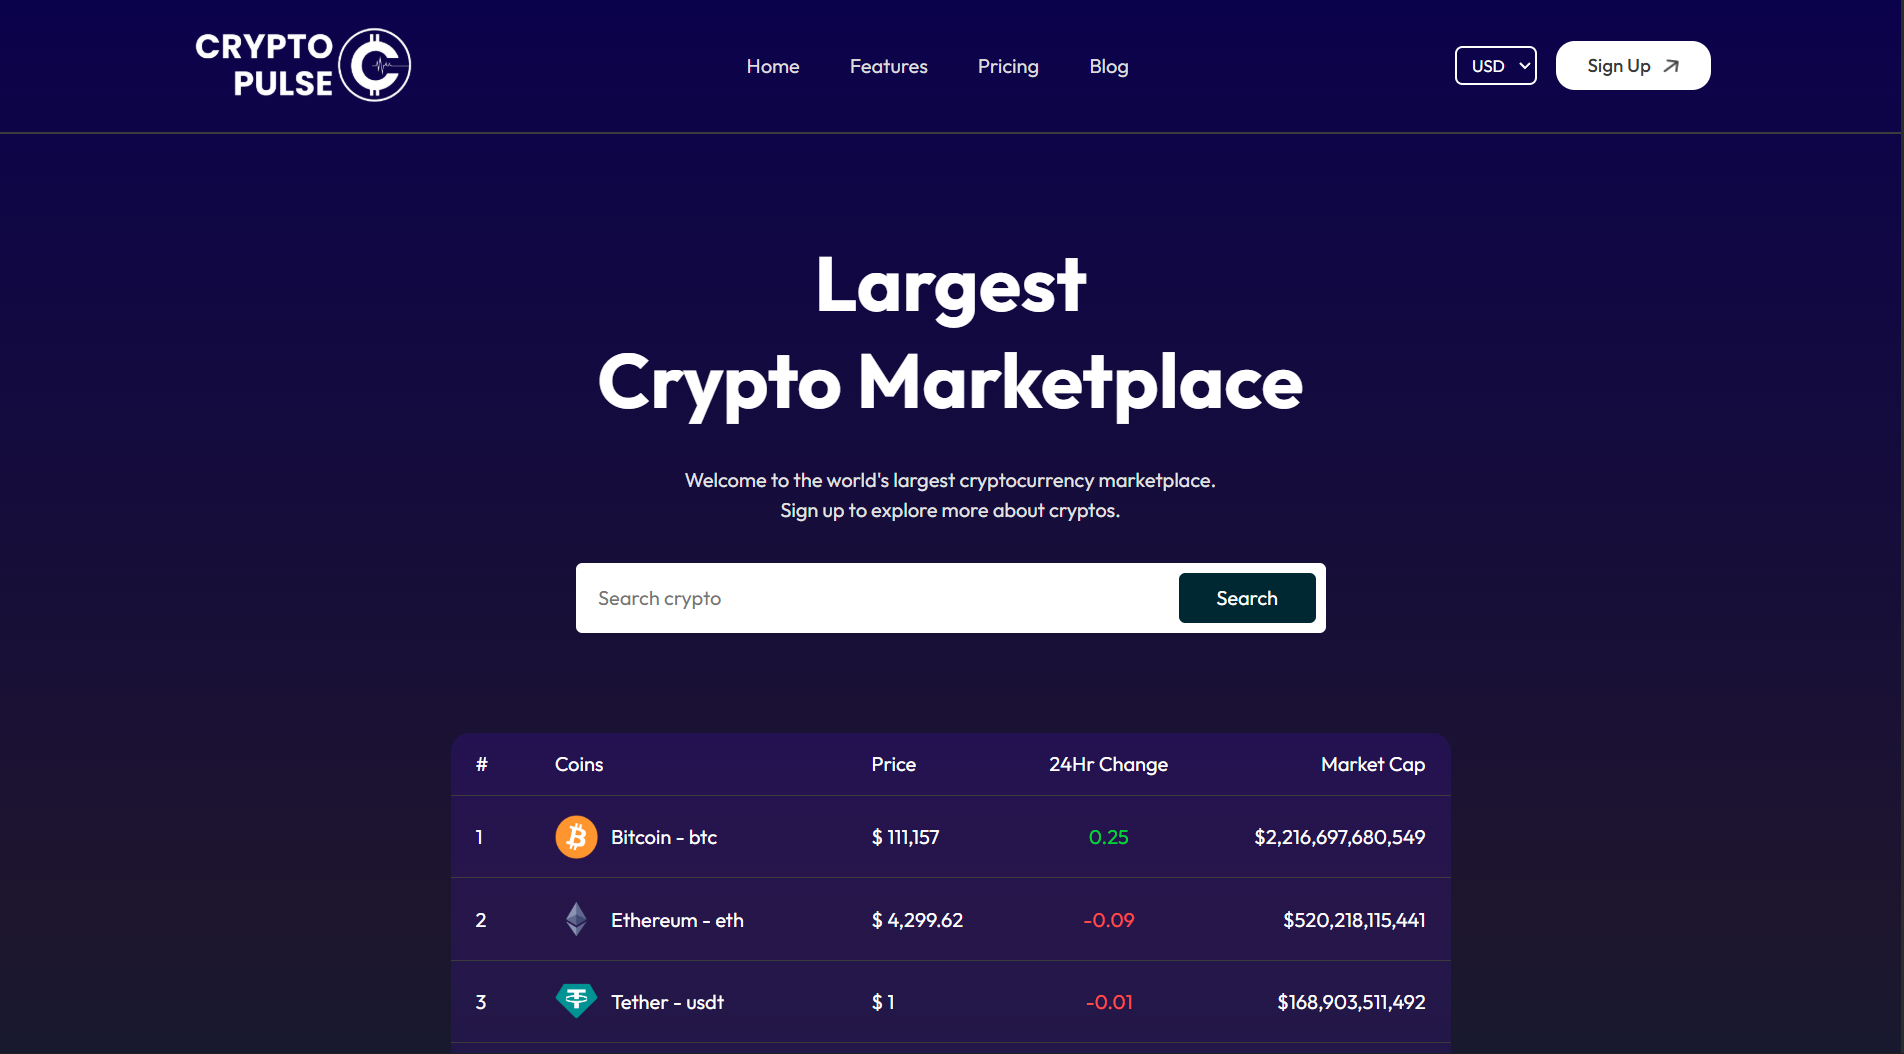 CRYPTO
PULSE
Home Features Pricing Blog
USD
Sign Up
Largest
Crypto Marketplace
Welcome to the world's largest cryptocurrency marketplace.
Sign up to explore more about cryptos.
Search crypto Search
# Coins Price 24Hr Change Market Cap
1 Bitcoin - btc $ 111,157 0.25 $2,216,697,680,549
2 Ethereum - eth $ 4,299.62 -0.09 $520,218,115,441
3 Tether - usdt $ 1 -0.01 $168,903,511,492